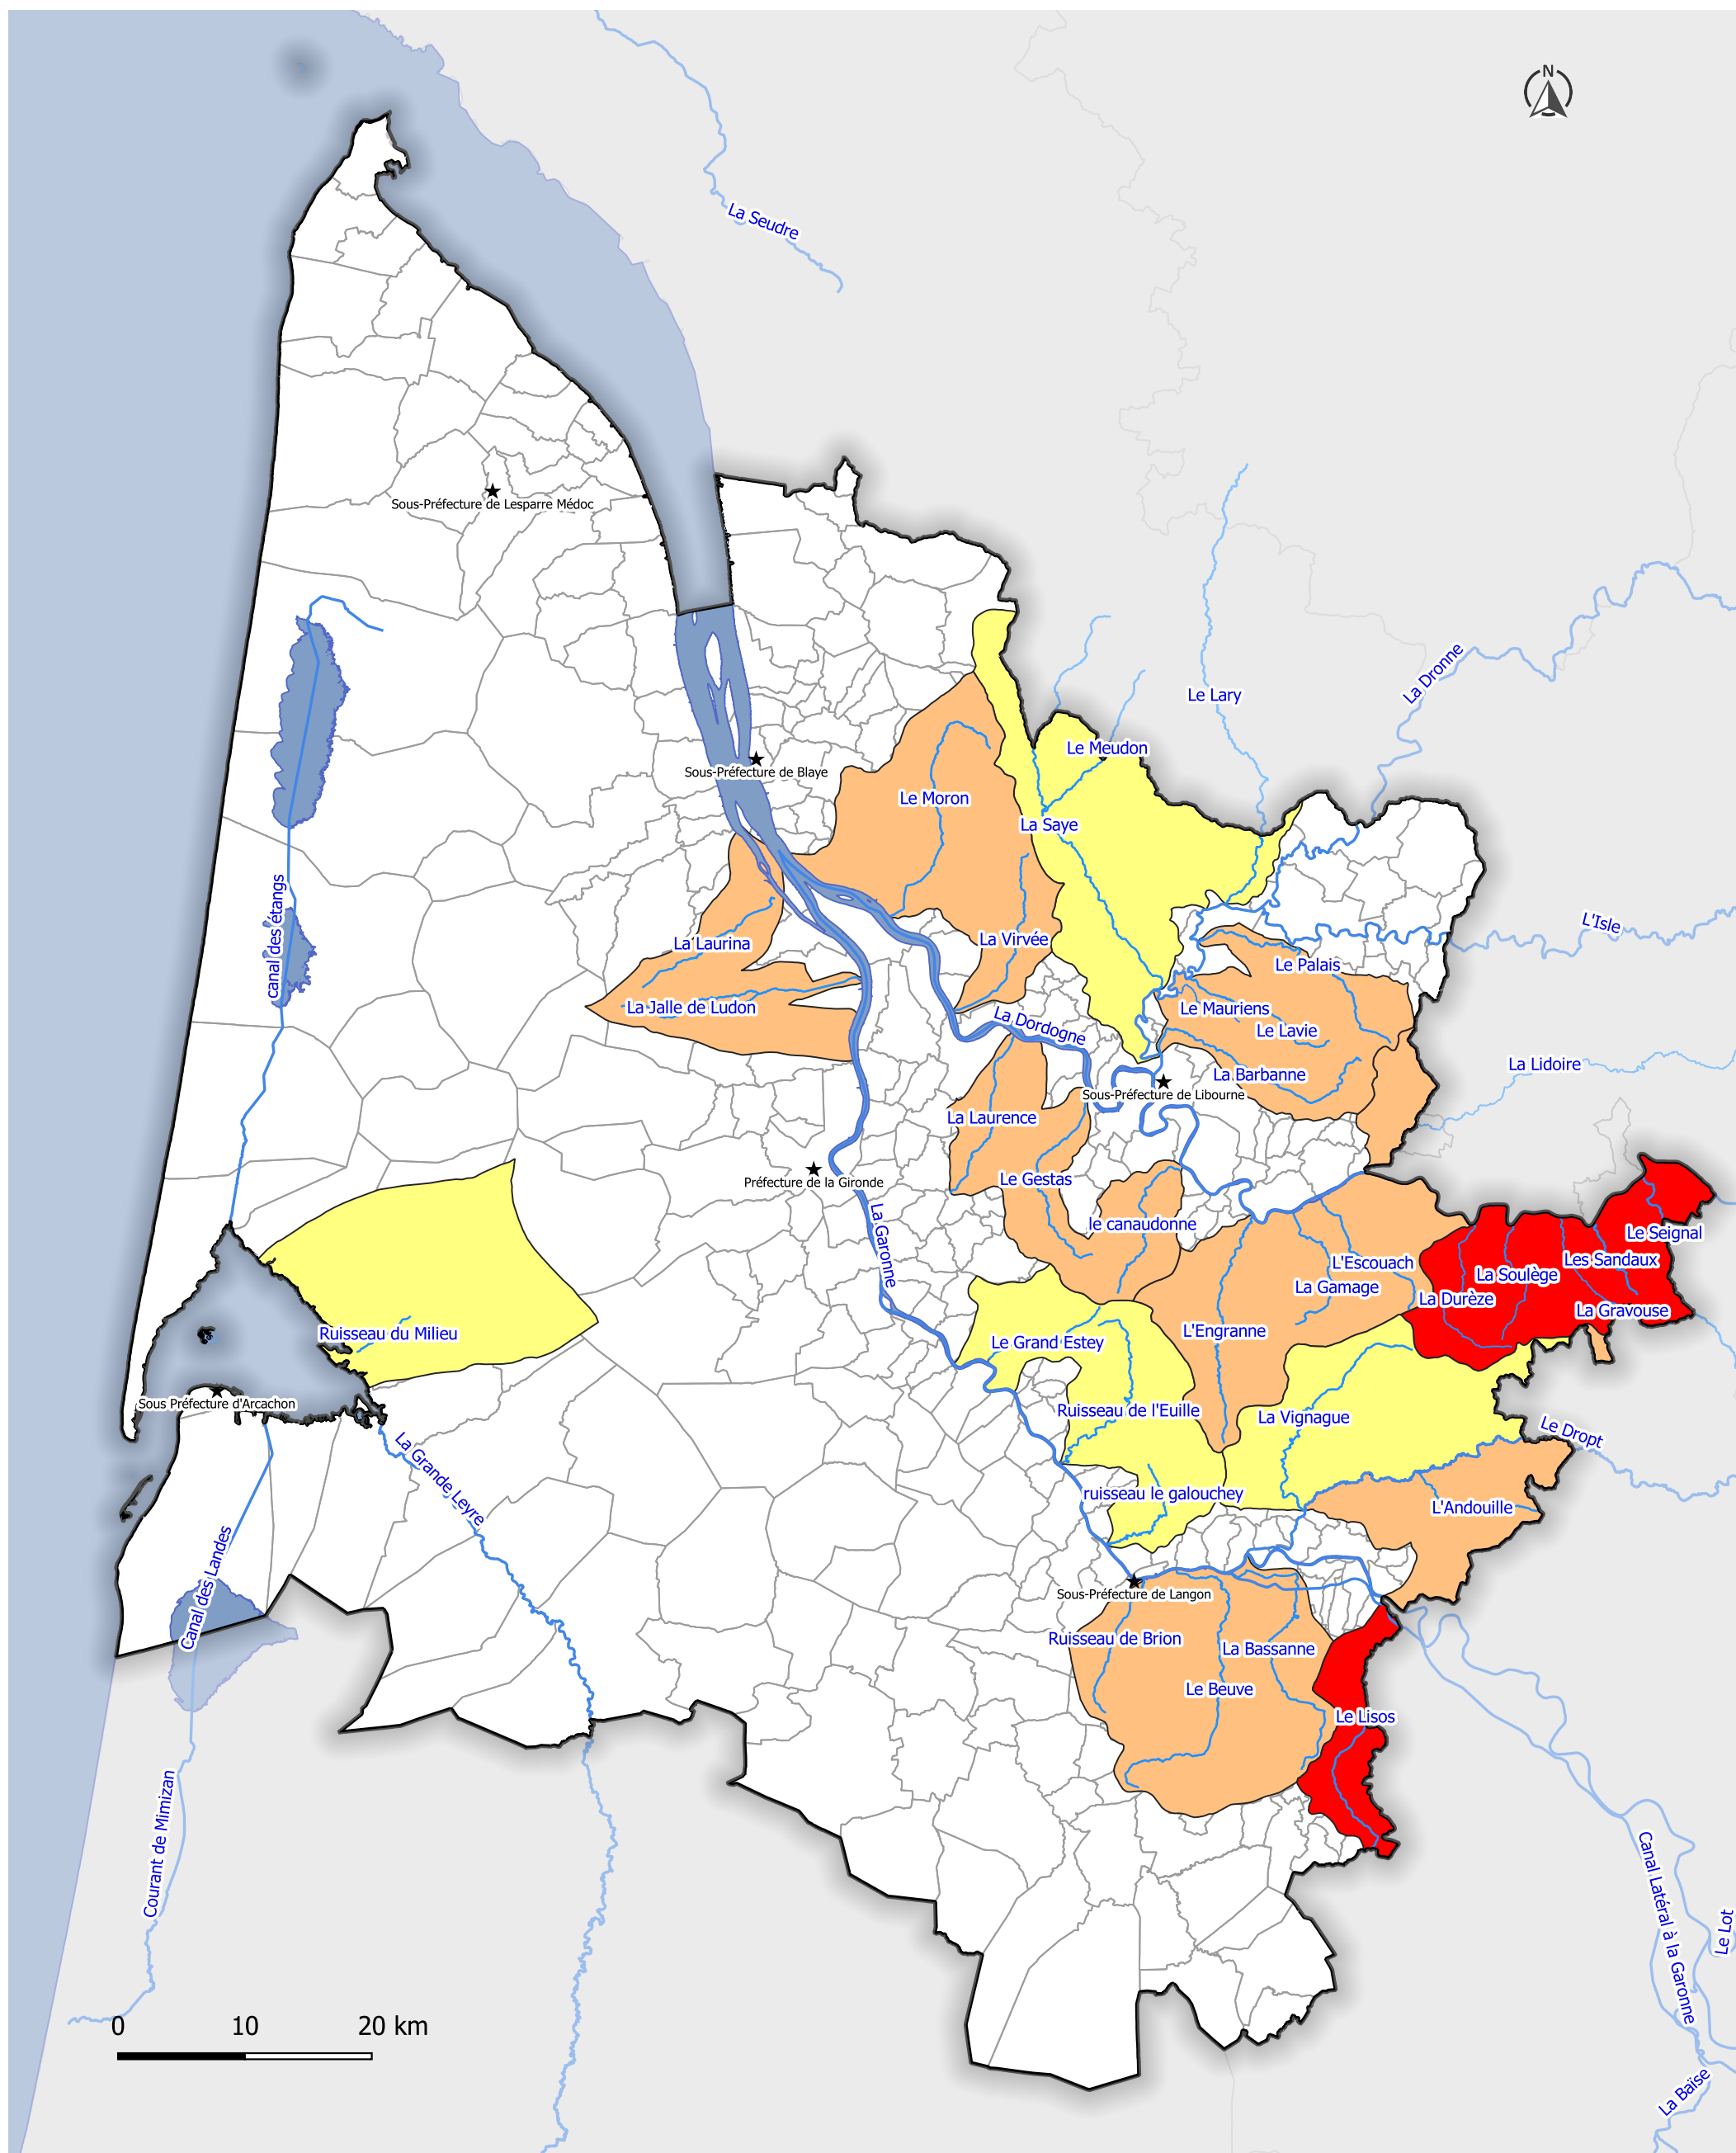 N
La Seudre
Sous-Préfecture de Lesparre Médoc
La Dronne
Le Lary
Le Meudon
Sous-Préfecture de Blaye
Le Moron
La Saye
L'Isle
canal des étangs
La Laurina
La Virvée
Le Palais
La Jalle de Ludon
Le Mauriens
La Dordogne
Le Lavie
La Lidoire
La Barbanne
Sous-Préfecture de Libourne
La Laurence
Préfecture de la Gironde
Le Gestas
le canaudonne
La Garonne
Le Seignal
L'Escouach
Les Sandaux
La Soulège
La Gamage
La Durèze
La Gravouse
Ruisseau du Milieu
L'Engranne
Le Grand Estey
Sous Préfecture d'Arcachon
Ruisseau de l'Euille
La Vignague
Le Dropt
La Grande Leyre
ruisseau le galouchey
L'Andouille
Canal des Landes
Sous-Préfecture de Langon
Ruisseau de Brion
La Bassanne
Le Beuve
Le Lisos
Courant de Mimizan
Canal Latéral à la Garonne
Le Lot
0 10 20 km
La Baïse